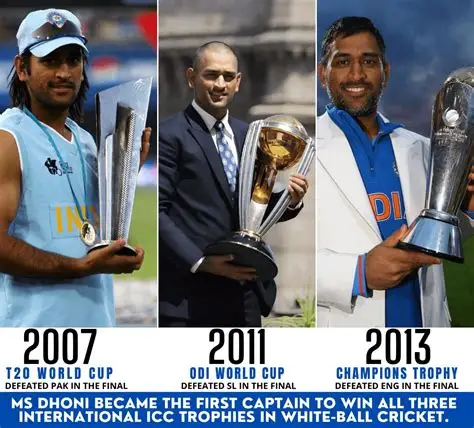 INDI
INDI
2007
T20 WORLD CUP
DEFEATED PAK IN THE FINAL
2011
ODI WORLD CUP
DEFEATED SL IN THE FINAL
2013
CHAMPIONS TROPHY
DEFEATED ENG IN THE FINAL
MS DHONI BECAME THE FIRST CAPTAIN TO WIN ALL THREE
INTERNATIONAL ICC TROPHIES IN WHITE-BALL CRICKET.